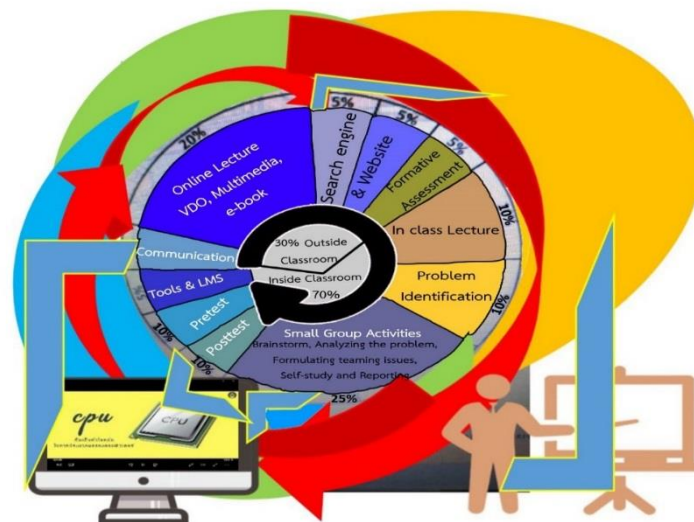 20%
5%
5%
5%
Online Lecture
VDO, Multimedia,
e-book
Search engine
& Website
Formative
Assessment
In class Lecture
10%
30% Outside
Classroom
Inside Classroom
70%
Communication
Tools & LMS
5%
Problem
Identification
10%
Pretest
10%
Posttest
10%
Small Group Activities
Brainstorm, Analyzing the problem,
Formulating teaming issues,
Self-study and Reporting
25%
cpu
CPU